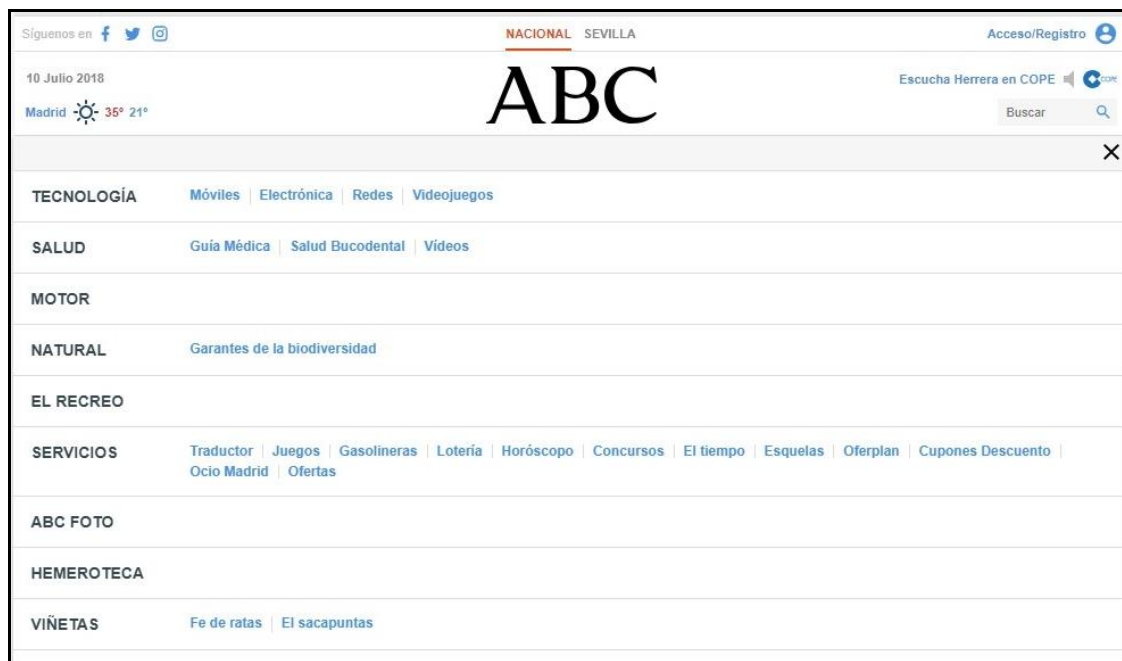 Síguenos en NACIONAL SEVILLA Acceso/Registro
10 Julio 2018 ABC Escucha Herrera en COPE COPE
Madrid 35º 21º Buscar
TECNOLOGÍA Móviles | Electrónica | Redes | Videojuegos
SALUD Guía Médica | Salud Bucodental | Vídeos
MOTOR
NATURAL Garantes de la biodiversidad
EL RECREO
SERVICIOS Traductor | Juegos | Gasolineras | Lotería | Horóscopo | Concursos | El tiempo | Esquelas | Oferplan | Cupones Descuento |
Ocio Madrid | Ofertas
ABC FOTO
HEMEROTECA
VIÑETAS Fe de ratas | El sacapuntas